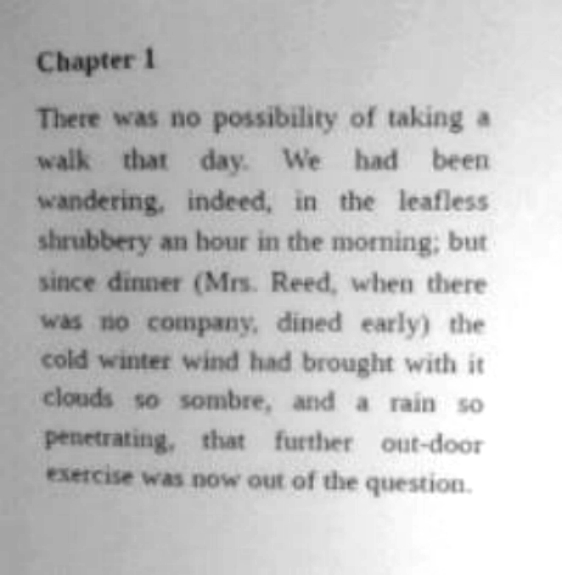 Chapter 1
There was no possibility of taking a
walk that day. We had been
wandering, indeed, in the leafless
shrubbery an hour in the morning; but
since dinner (Mrs. Reed, when there
was no company, dined early) the
cold winter wind had brought with it
clouds so sombre, and a rain so
penetrating, that further out-door
exercise was now out of the question.